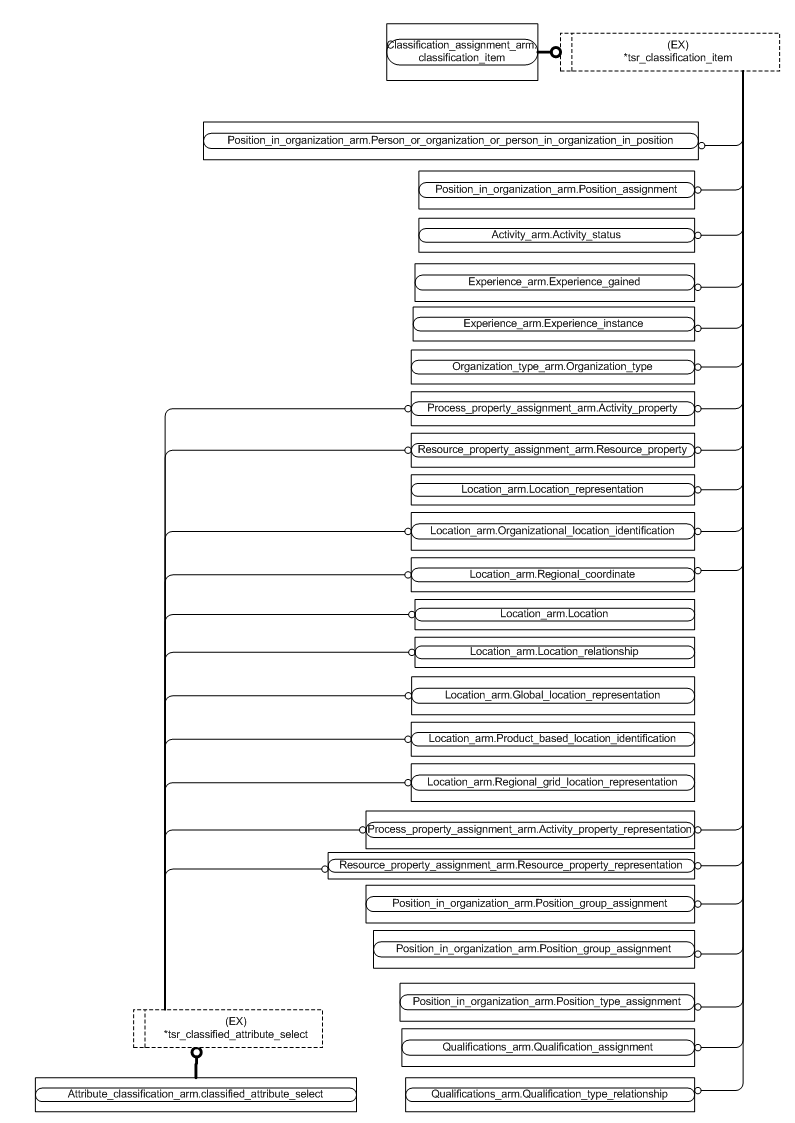 Classification_assignment_arm.
classification_item
(EX)
*tsr_classification_item
Position_in_organization_arm.Person_or_organization_or_person_in_organization_in_position
Position_in_organization_arm.Position_assignment
Activity_arm.Activity_status
Experience_arm.Experience_gained
Experience_arm.Experience_instance
Organization_type_arm.Organization_type
Process_property_assignment_arm.Activity_property
Resource_property_assignment_arm.Resource_property
Location_arm.Location_representation
Location_arm.Organizational_location_identification
Location_arm.Regional_coordinate
Location_arm.Location
Location_arm.Location_relationship
Location_arm.Global_location_representation
Location_arm.Product_based_location_identification
Location_arm.Regional_grid_location_representation
Process_property_assignment_arm.Activity_property_representation
Resource_property_assignment_arm.Resource_property_representation
Position_in_organization_arm.Position_group_assignment
Position_in_organization_arm.Position_group_assignment
Position_in_organization_arm.Position_type_assignment
(EX)
*tsr_classified_attribute_select
Qualifications_arm.Qualification_assignment
Attribute_classification_arm.classified_attribute_select
Qualifications_arm.Qualification_type_relationship